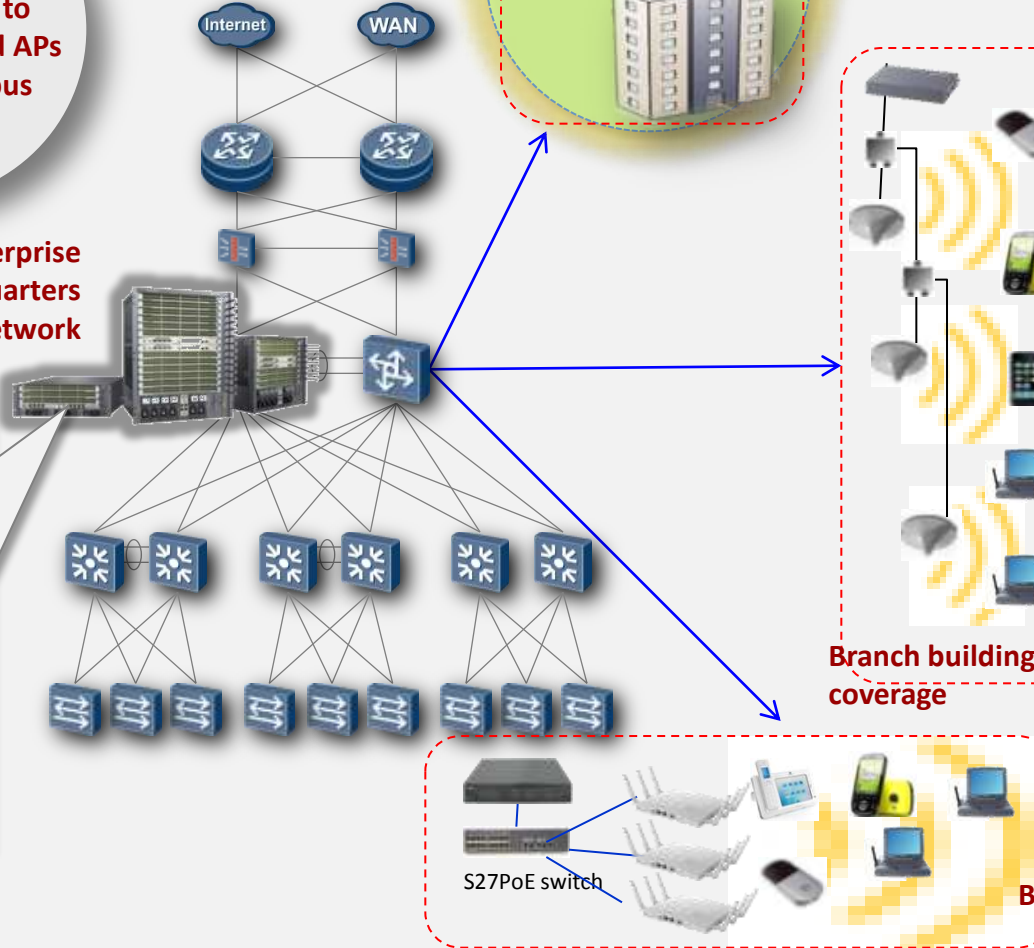 to
d APs
ous
Internet
WAN
erprise
uarters
etwork
Branch building
coverage
S27PoE switch
B